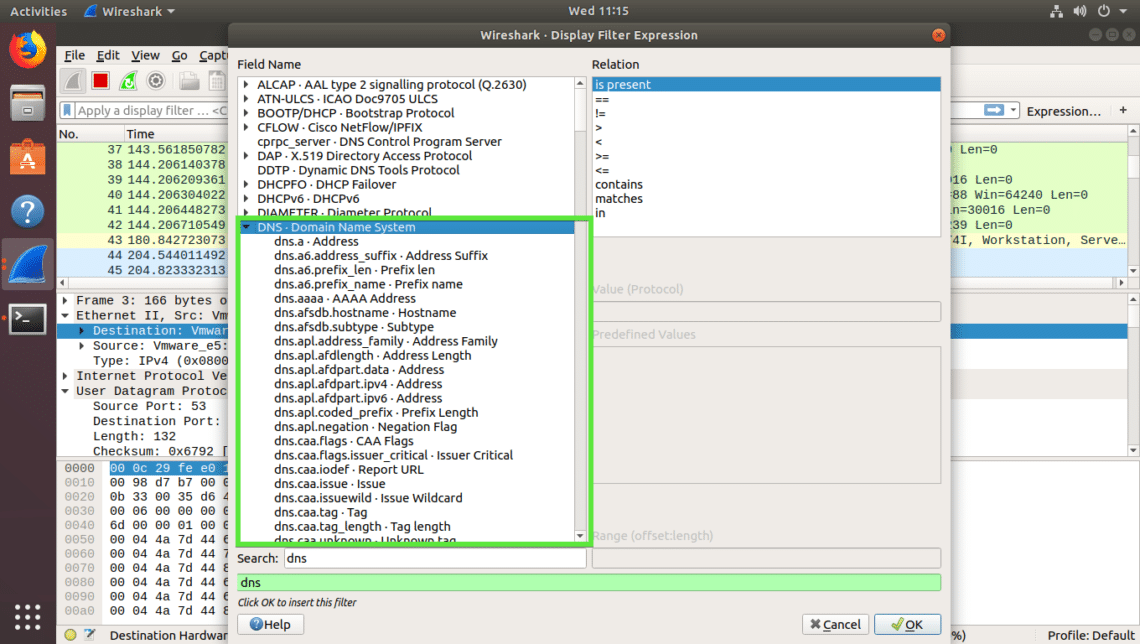 Activities Wireshark Wed 11:15
Wireshark · Display Filter Expression
File Edit View Go Capt
Apply a display filter … <C
Expression… +
No. Time
37 143.561850782 Len=0
38 144.206140378
39 144.206209361 016 Len=0
40 144.206304022 =88 Win=64240 Len=0
41 144.206448273 in=30016 Len=0
42 144.206710549 239 Len=0
43 180.842723073 74I, Workstation, Serve…
44 204.544011492
45 204.823332313
Frame 3: 166 bytes o
Ethernet II, Src: Vm
Destination: Vmwar
Source: Vmware_e5:
Type: IPv4 (0x0800
Internet Protocol Ve
User Datagram Protoc
Source Port: 53
Destination Port:
Length: 132
Checksum: 0x6792 [
0000 00 0c 29 fe e0 1
0010 00 98 d7 b7 00 0
0020 0b 33 00 35 d6 4
0030 00 06 00 00 00 0
0040 6d 00 00 01 00 0
0050 00 04 4a 7d 44 6
0060 00 04 4a 7d 44 7
0070 00 04 4a 7d 44 8
0080 00 04 4a 7d 44 6
0090 00 04 4a 7d 44 6
00a0 00 04 4a 7d 44 8
Destination Hardwar
%) Profile: Default
Field Name
ALCAP · AAL type 2 signalling protocol (Q.2630)
ATN-ULCS · ICAO Doc9705 ULCS
BOOTP/DHCP · Bootstrap Protocol
CFLOW · Cisco NetFlow/IPFIX
cprpc_server · DNS Control Program Server
DAP · X.519 Directory Access Protocol
DDTP · Dynamic DNS Tools Protocol
DHCPFO · DHCP Failover
DHCPv6 · DHCPv6
DIAMETER · Diameter Protocol
DNS · Domain Name System
dns.a · Address
dns.a6.address_suffix · Address Suffix
dns.a6.prefix_len · Prefix len
dns.a6.prefix_name · Prefix name
dns.aaaa · AAAA Address
dns.afsdb.hostname · Hostname
dns.afsdb.subtype · Subtype
dns.apl.address_family · Address Family
dns.apl.afdlength · Address Length
dns.apl.afdpart.data · Address
dns.apl.afdpart.ipv4 · Address
dns.apl.afdpart.ipv6 · Address
dns.apl.coded_prefix · Prefix Length
dns.apl.negation · Negation Flag
dns.caa.flags · CAA Flags
dns.caa.flags.issuer_critical · Issuer Critical
dns.caa.iodef · Report URL
dns.caa.issue · Issue
dns.caa.issuewild · Issue Wildcard
dns.caa.tag · Tag
dns.caa.tag_length · Tag length
dns.caa.unknown · Unknown tag
Search: dns
dns
Click OK to insert this filter
Help
Relation
is present
==
!=
>
<
>=
<=
contains
matches
in
Value (Protocol)
Predefined Values
Range (offset:length)
Cancel OK